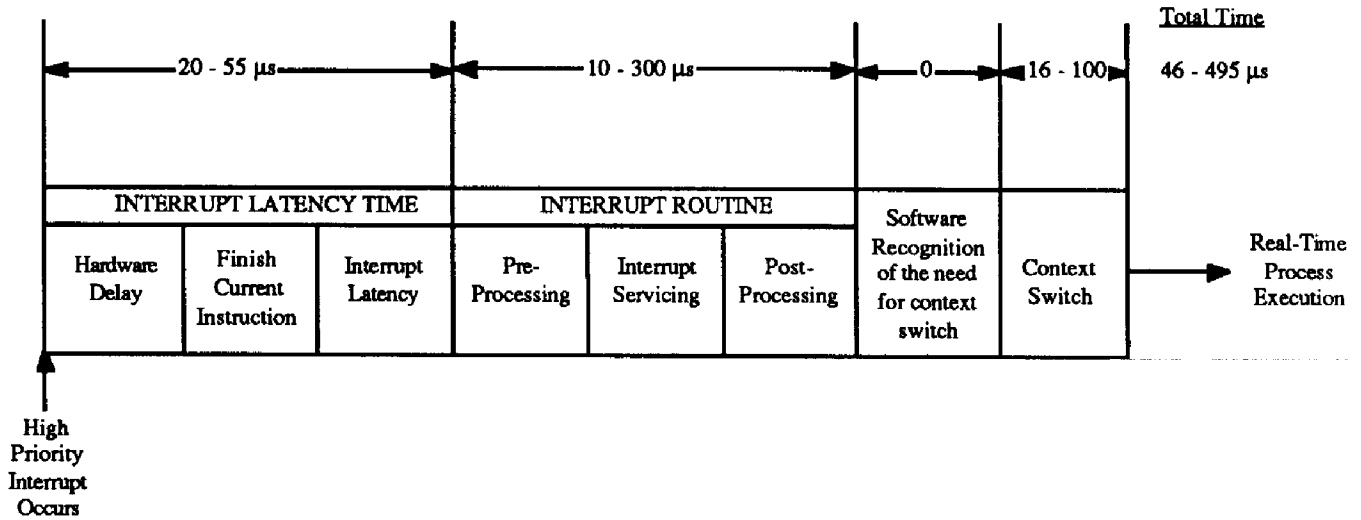 Total Time
20 - 55 µs
10 - 300 µs
0
16 - 100
46 - 495 µs
INTERRUPT LATENCY TIME
INTERRUPT ROUTINE
Hardware
Delay
Finish
Current
Instruction
Interrupt
Latency
Pre-
Processing
Interrupt
Servicing
Post-
Processing
Software
Recognition
of the need
for context
switch
Context
Switch
Real-Time
Process
Execution
High
Priority
Interrupt
Occurs